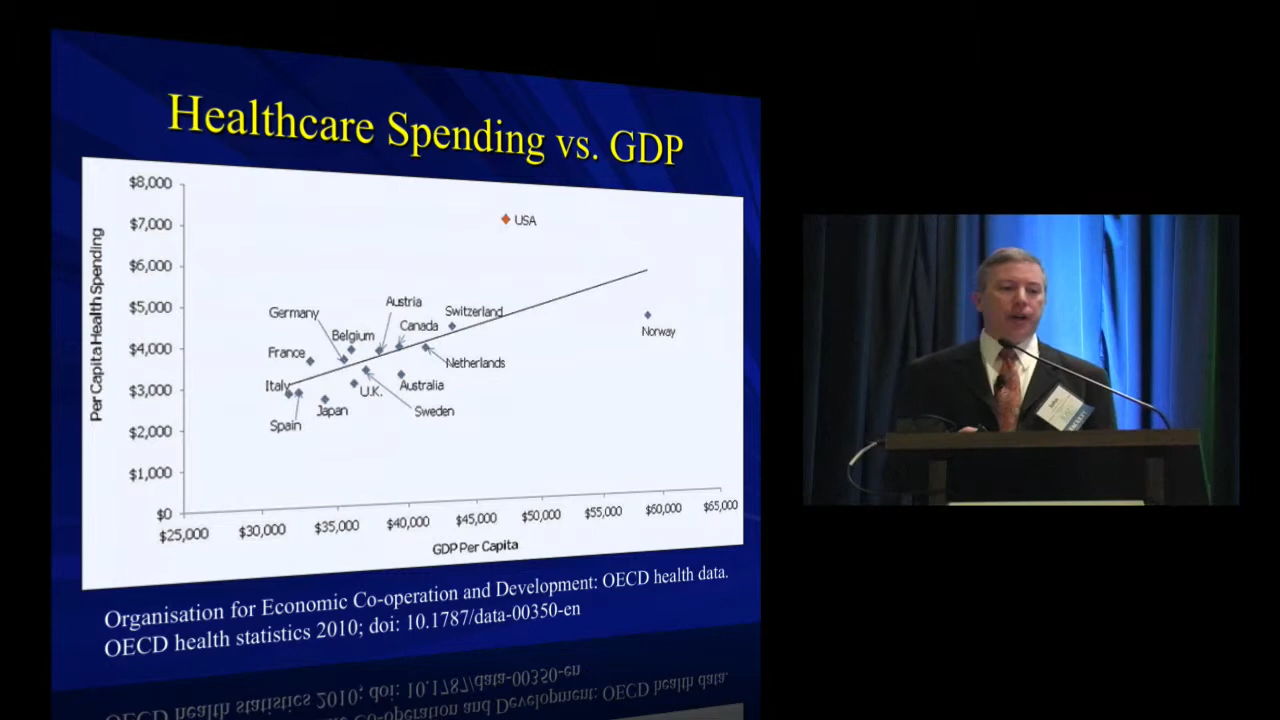 Healthcare Spending vs. GDP
$8,000
$7,000
$6,000
$5,000
$4,000
$3,000
$2,000
$1,000
$0
Per Capita Health Spending
USA
Austria
Switzerland
Germany
Canada
Belgium
Norway
France
Netherlands
Italy
U.K.
Australia
Japan
Sweden
Spain
$25,000
$30,000
$35,000
$40,000
$45,000
$50,000
$55,000
$60,000
$65,000
GDP Per Capita
Organisation for Economic Co-operation and Development: OECD health data.
OECD health statistics 2010; doi: 10.1787/data-00350-en